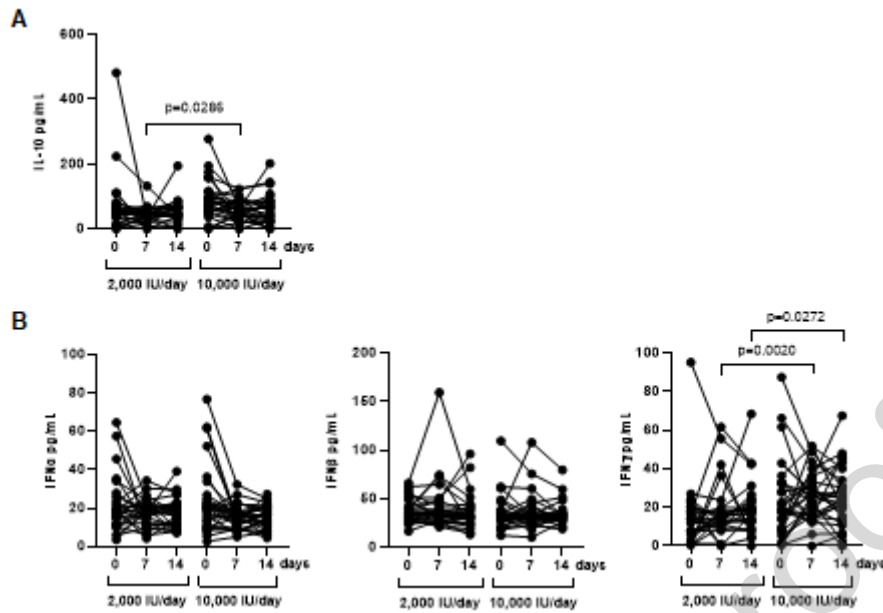 A
600
400
200
0
IL-10 pg/mL
p=0.0286
0 7 14 0 7 14 days
2,000 IU/day 10,000 IU/day
B
100
80
60
40
20
0
IFNα pg/mL
0 7 14 0 7 14 days
2,000 IU/day 10,000 IU/day
200
150
100
50
0
IFNβ pg/mL
0 7 14 0 7 14 days
2,000 IU/day 10,000 IU/day
p=0.0272
p=0.0020
100
80
60
40
20
0
IFNγ pg/mL
0 7 14 0 7 14 days
2,000 IU/day 10,000 IU/day